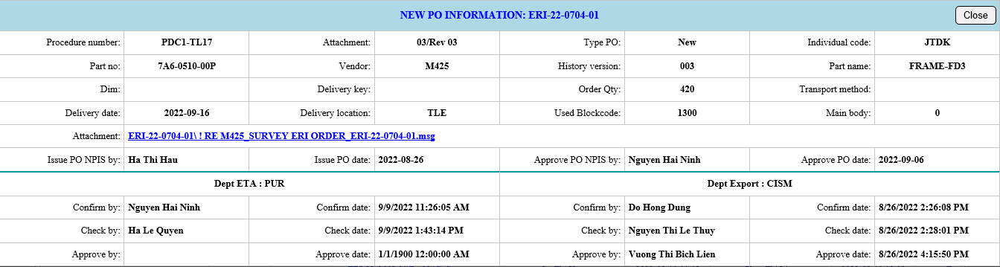 NEW PO INFORMATION: ERI-22-0704-01 Close
Procedure number: PDC1-TL17 Attachment: 03/Rev 03 Type PO: New Individual code: JTDK
Part no: 7A6-0510-00P Vendor: M425 History version: 003 Part name: FRAME-FD3
Dim: Delivery key: Order Qty: 420 Transport method:
Delivery date: 2022-09-16 Delivery location: TLE Used Blockcode: 1300 Main body: 0
Attachment: ERI-22-0704-01\ ! RE M425_SURVEY ERI ORDER_ERI-22-0704-01.msg
Issue PO NPIS by: Ha Thi Hau Issue PO date: 2022-08-26 Approve PO NPIS by: Nguyen Hai Ninh Approve PO date: 2022-09-06
Dept ETA : PUR Dept Export : CISM
Confirm by: Nguyen Hai Ninh Confirm date: 9/9/2022 11:26:05 AM Confirm by: Do Hong Dung Confirm date: 8/26/2022 2:26:08 PM
Check by: Ha Le Quyen Check date: 9/9/2022 1:43:14 PM Check by: Nguyen Thi Le Thuy Check date: 8/26/2022 2:28:01 PM
Approve by: Approve date: 1/1/1900 12:00:00 AM Approve by: Vuong Thi Bich Lien Approve date: 8/26/2022 4:15:50 PM